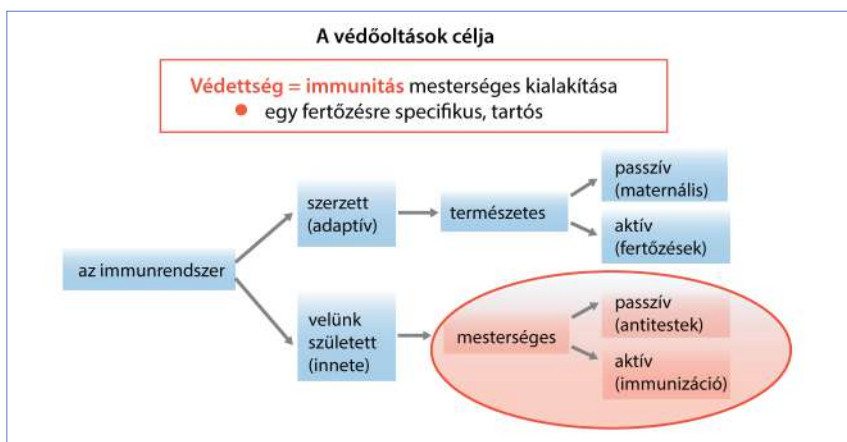 A védőoltások célja
Védettség = immunitás mesterséges kialakítása
● egy fertőzésre specifikus, tartós
az immunrendszer
szerzett
(adaptív)
természetes
passzív
(maternális)
aktív
(fertőzések)
velünk
született
(innete)
mesterséges
passzív
(antitestek)
aktív
(immunizáció)